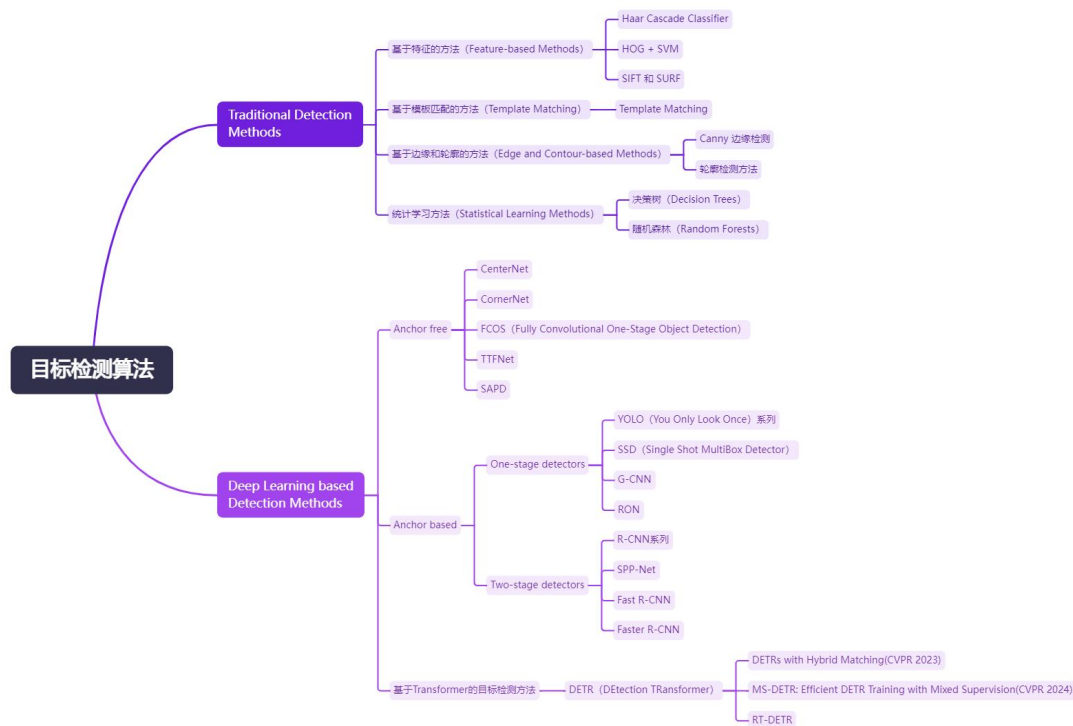 目标检测算法
Traditional Detection
Methods
基于特征的方法（Feature-based Methods）
Haar Cascade Classifier
HOG + SVM
SIFT 和 SURF
基于模板匹配的方法（Template Matching）
Template Matching
基于边缘和轮廓的方法（Edge and Contour-based Methods）
Canny 边缘检测
轮廓检测方法
统计学习方法（Statistical Learning Methods）
决策树（Decision Trees）
随机森林（Random Forests）
Deep Learning based
Detection Methods
Anchor free
CenterNet
CornerNet
FCOS（Fully Convolutional One-Stage Object Detection）
TTFNet
SAPD
Anchor based
One-stage detectors
YOLO（You Only Look Once）系列
SSD（Single Shot MultiBox Detector）
G-CNN
RON
Two-stage detectors
R-CNN系列
SPP-Net
Fast R-CNN
Faster R-CNN
基于Transformer的目标检测方法
DETR（DEtection TRansformer）
DETRs with Hybrid Matching(CVPR 2023)
MS-DETR: Efficient DETR Training with Mixed Supervision(CVPR 2024)
RT-DETR